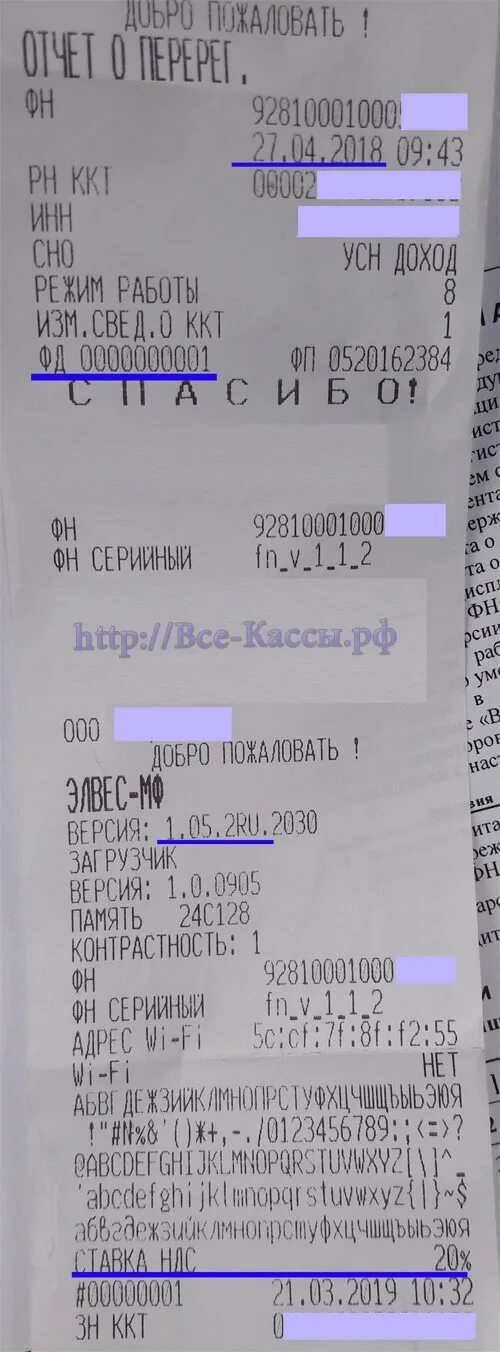 ДОБРО ПОЖАЛОВАТЬ !
ОТЧЕТ О ПЕРЕРЕГ.
ФН 92810001000
27.04.2018 09:43
РН ККТ 00002
ИНН
СНО УСН ДОХОД
РЕЖИМ РАБОТЫ 8
ИЗМ.СВЕД.О ККТ 1
ФД 0000000001 ФП 0520162384
СПАСИБО!
ФН 92810001000
ФН СЕРИЙНЫЙ fn_v_1_1_2
http://Все-Кассы.рф
ООО
ДОБРО ПОЖАЛОВАТЬ !
ЭЛВЕС-МФ
ВЕРСИЯ: 1.05.2RU.2030
ЗАГРУЗЧИК
ВЕРСИЯ: 1.0.0905
ПАМЯТЬ 24C128
КОНТРАСТНОСТЬ: 1
ФН 92810001000
ФН СЕРИЙНЫЙ fn_v_1_1_2
АДРЕС Wi-Fi 5c:cf:7f:8f:f2:55
Wi-Fi НЕТ
АБВГДЕЖЗИЙКЛМНОПРСТУФХЦЧШЩЪЫЬЭЮЯ
!"#№%&'()*+,-./0123456789:;<=>?
@ABCDEFGHIJKLMNOPQRSTUVWXYZ[\]^_
'abcdefghijklmnopqrstuvwxyz{|}~$
абвгдежзийклмнопрстуфхцчшщъыьэюя
СТАВКА НДС 20%
#00000001 21.03.2019 10:32
ЗН ККТ 0